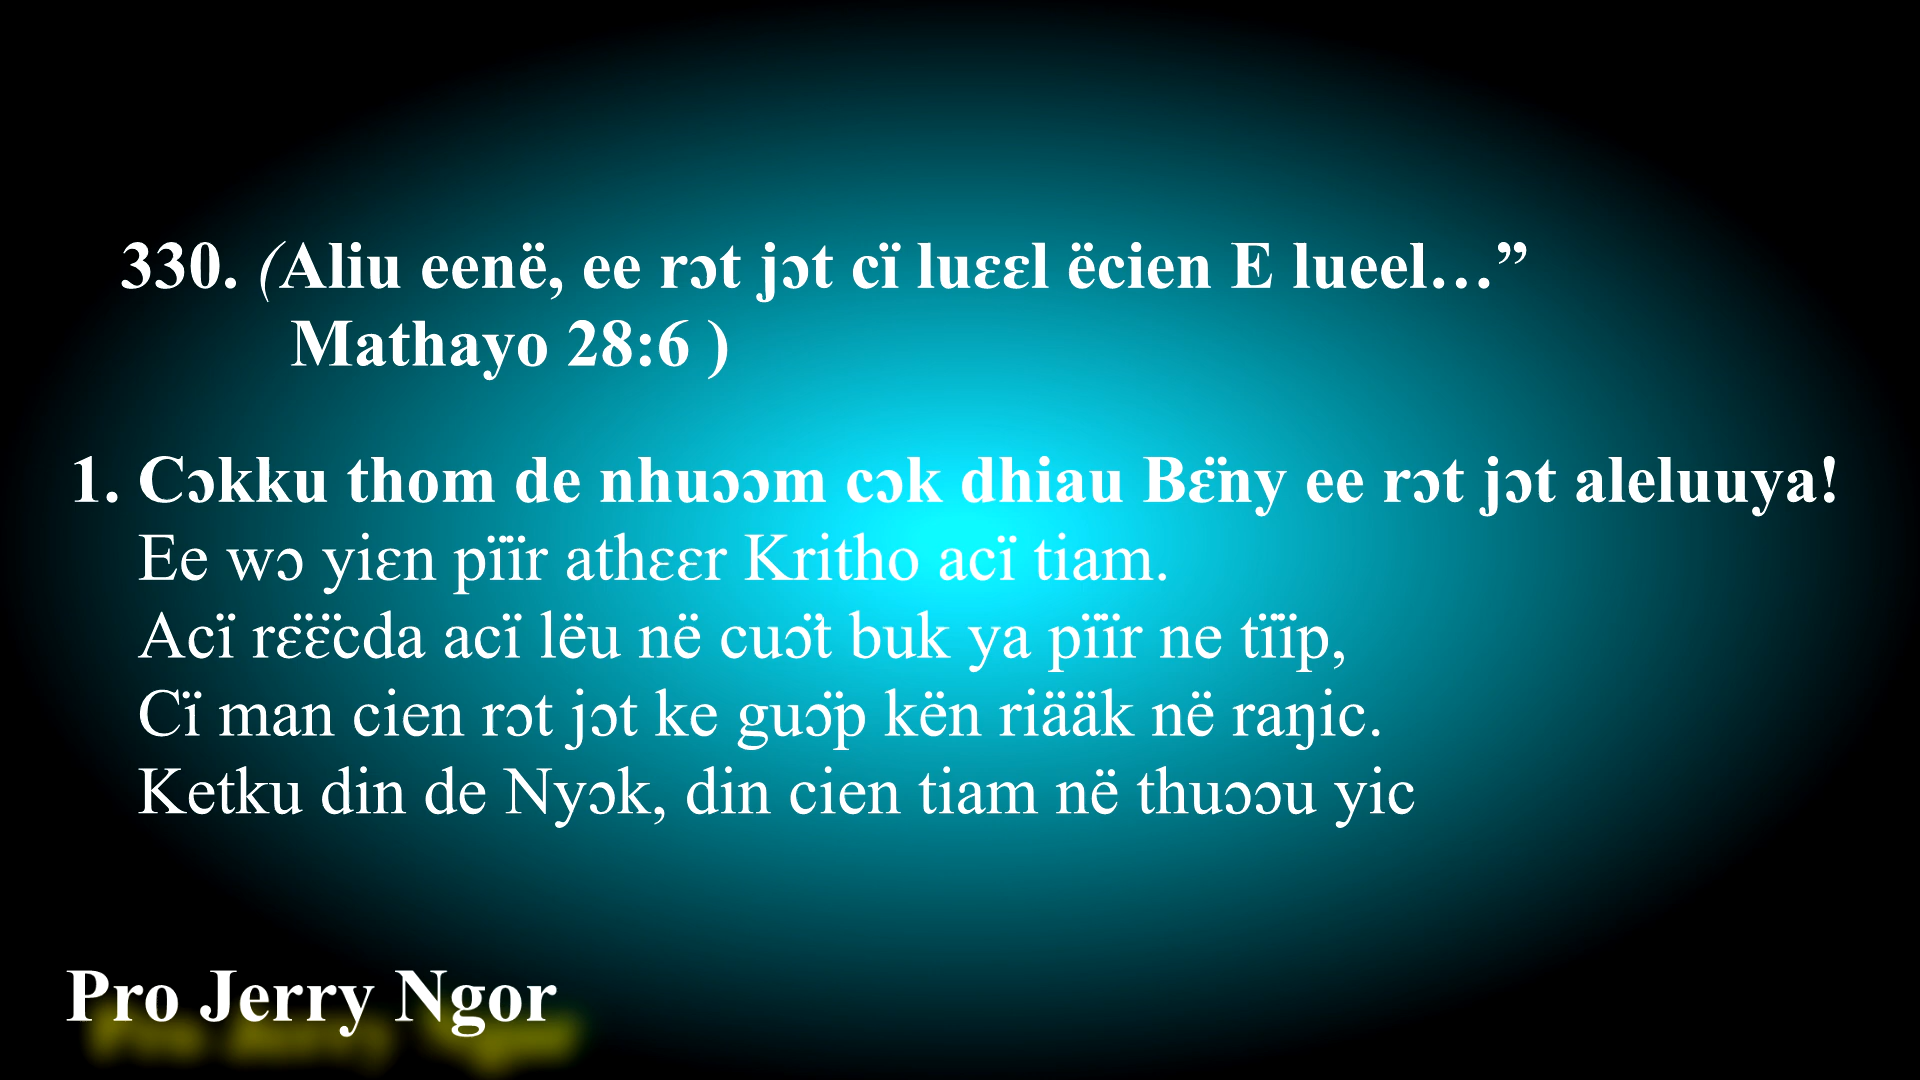 330. (Aliu eenë, ee rɔt jɔt cï luɛɛl ëcien E lueel…”
Mathayo 28:6 )
1. Cɔkku thom de nhuɔɔm cɔk dhiau Bɛ̈ny ee rɔt jɔt aleluuya!
Ee wɔ yiɛn pïïr athɛɛr Kritho acï tiam.
Acï rɛ̈ɛ̈cda acï lëu në cuɔ̈t buk ya pïïr ne tïïp,
Cï man cien rɔt jɔt ke guɔ̈p kën riääk në raŋic.
Ketku din de Nyɔk, din cien tiam në thuɔɔu yic
Pro Jerry Ngor